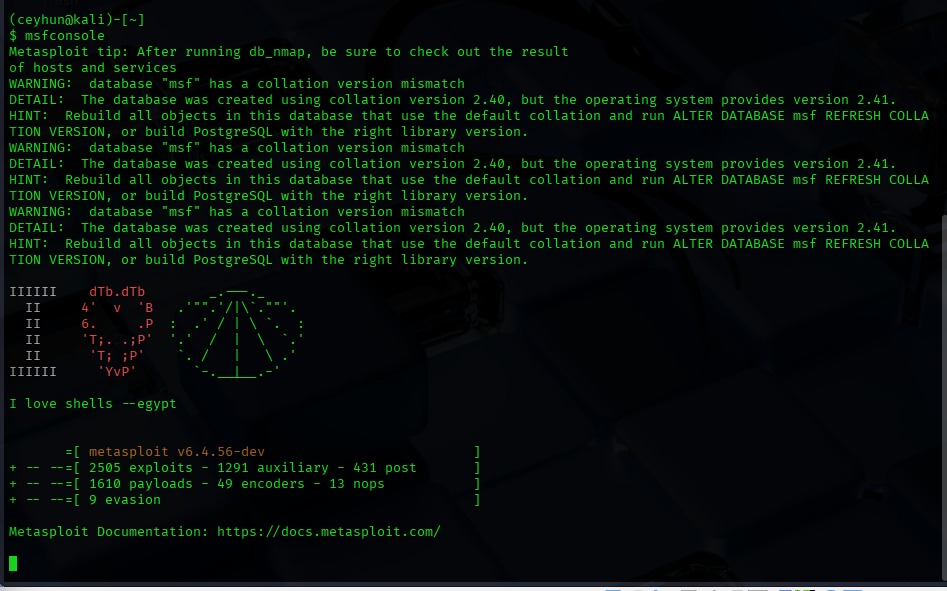 (ceyhun@kali)-[~]
$ msfconsole
Metasploit tip: After running db_nmap, be sure to check out the result
of hosts and services
WARNING:  database "msf" has a collation version mismatch
DETAIL:  The database was created using collation version 2.40, but the operating system provides version 2.41.
HINT:  Rebuild all objects in this database that use the default collation and run ALTER DATABASE msf REFRESH COLLA
TION VERSION, or build PostgreSQL with the right library version.
WARNING:  database "msf" has a collation version mismatch
DETAIL:  The database was created using collation version 2.40, but the operating system provides version 2.41.
HINT:  Rebuild all objects in this database that use the default collation and run ALTER DATABASE msf REFRESH COLLA
TION VERSION, or build PostgreSQL with the right library version.
WARNING:  database "msf" has a collation version mismatch
DETAIL:  The database was created using collation version 2.40, but the operating system provides version 2.41.
HINT:  Rebuild all objects in this database that use the default collation and run ALTER DATABASE msf REFRESH COLLA
TION VERSION, or build PostgreSQL with the right library version.
IIIIII    dTb.dTb        _.---._
  II     4'  v  'B   .'"".'/|\`.""'.
  II     6.     .P  :  .' / | \ `.  :
  II     'T;. .;P'  '.'  /  |  \  `.'
  II      'T; ;P'    `. /   |   \ .'
IIIIII     'YvP'       `-.__|__.-'
I love shells --egypt
       =[ metasploit v6.4.56-dev                          ]
+ -- --=[ 2505 exploits - 1291 auxiliary - 431 post       ]
+ -- --=[ 1610 payloads - 49 encoders - 13 nops           ]
+ -- --=[ 9 evasion                                       ]
Metasploit Documentation: https://docs.metasploit.com/